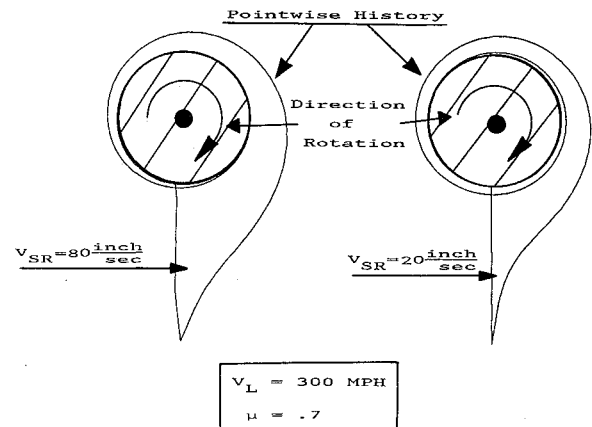 Pointwise History
Direction
of
Rotation
V_SR=80 inch/sec
V_SR=20 inch/sec
V_L = 300 MPH
μ = .7